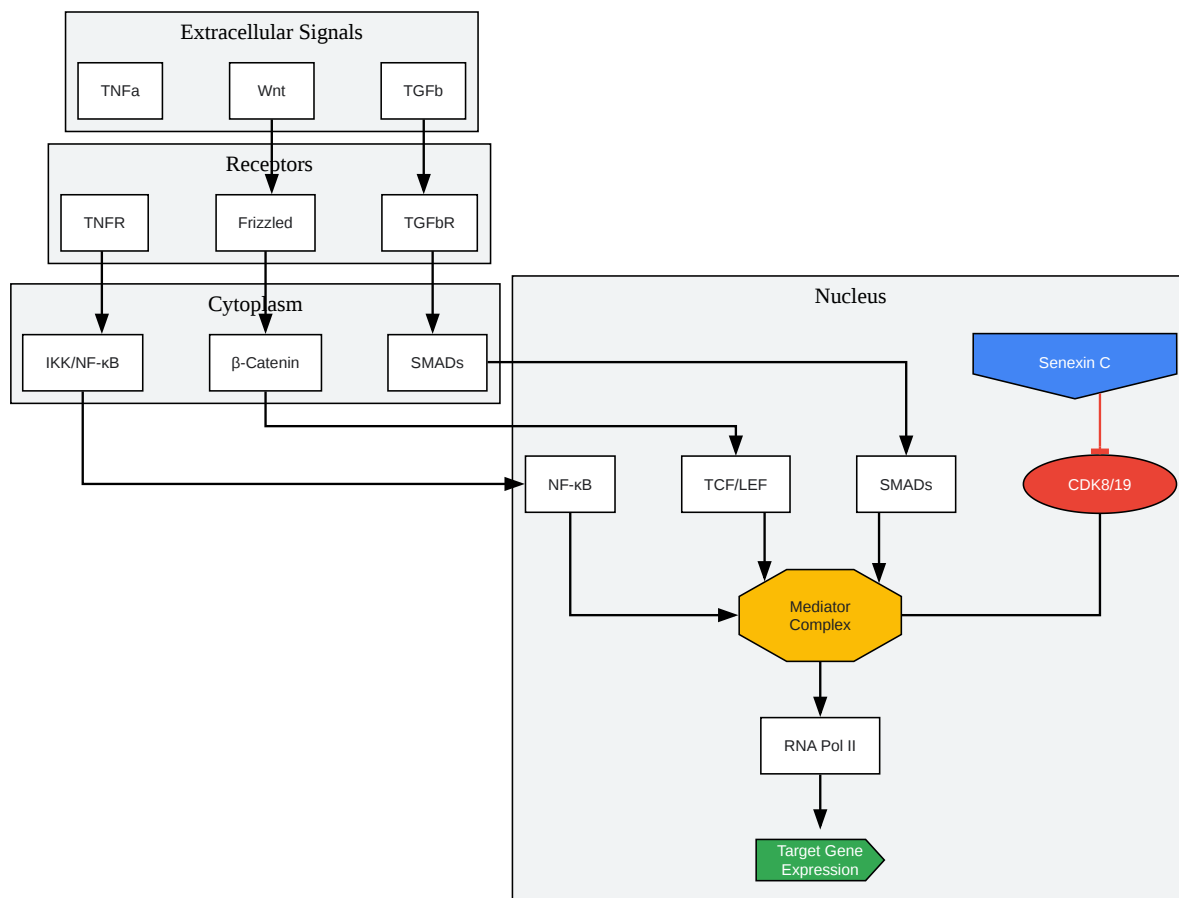 Extracellular Signals
TNFa
Wnt
TGFb
Receptors
TNFR
Frizzled
TGFbR
Cytoplasm
IKK/NF-κB
β-Catenin
SMADs
Nucleus
Senexin C
NF-κB
TCF/LEF
SMADs
CDK8/19
Mediator
Complex
RNA Pol II
Target Gene
Expression